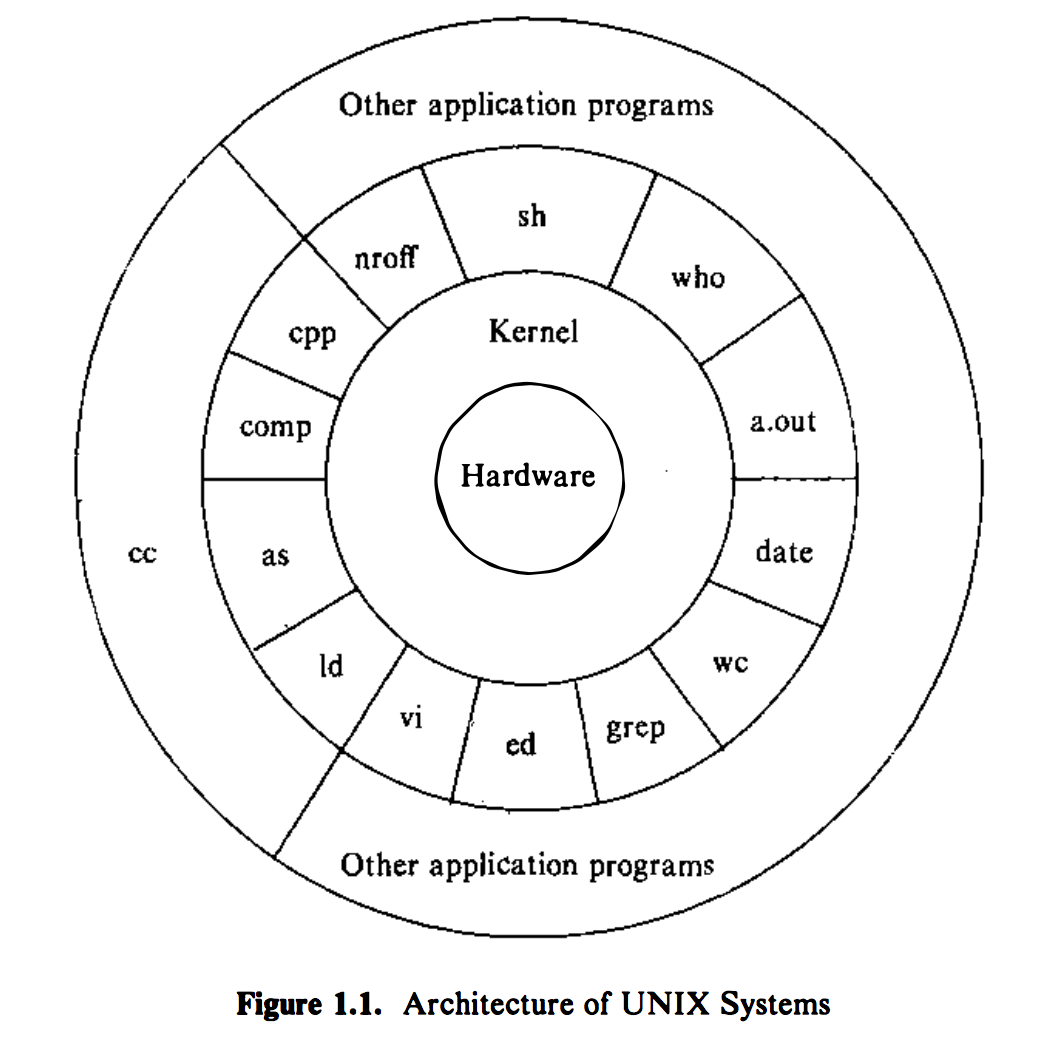 Other application programs
sh
nroff
who
cpp
Kernel
comp
a.out
Hardware
cc
as
date
ld
wc
vi
ed
grep
Other application programs
Figure 1.1. Architecture of UNIX Systems